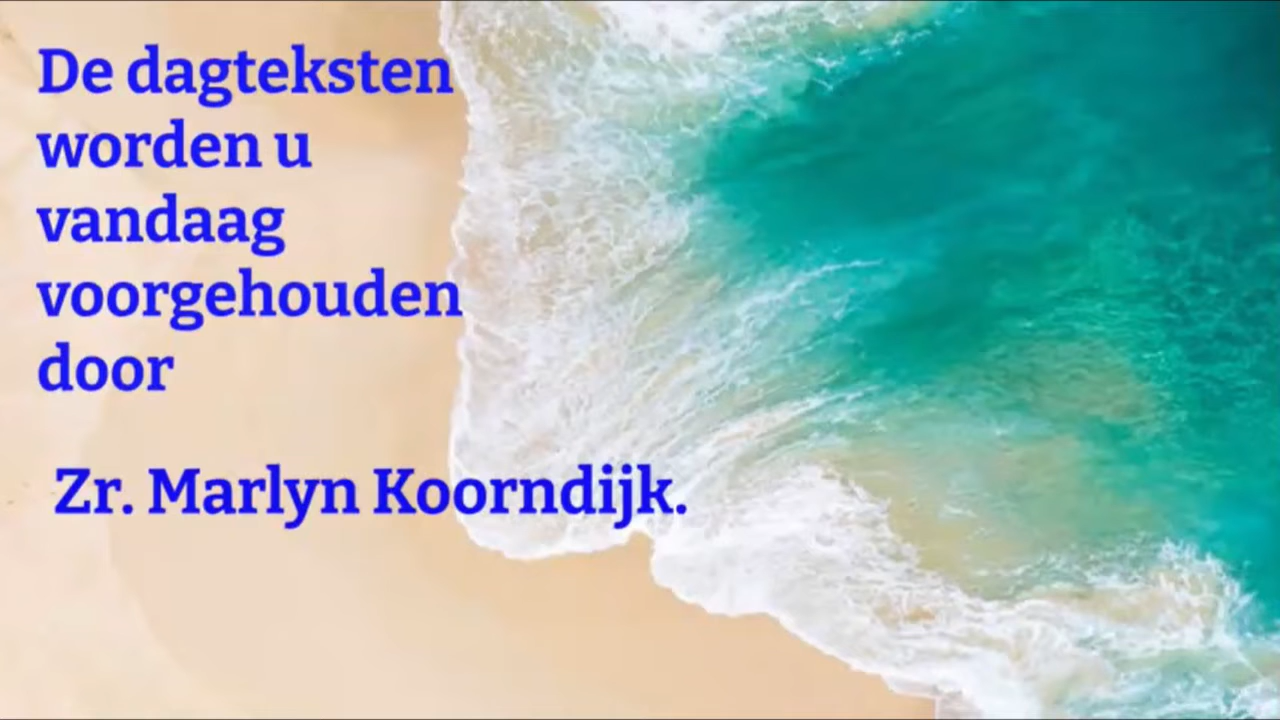 De dagteksten
worden u
vandaag
voorgehouden
door
Zr. Marlyn Koorndijk.